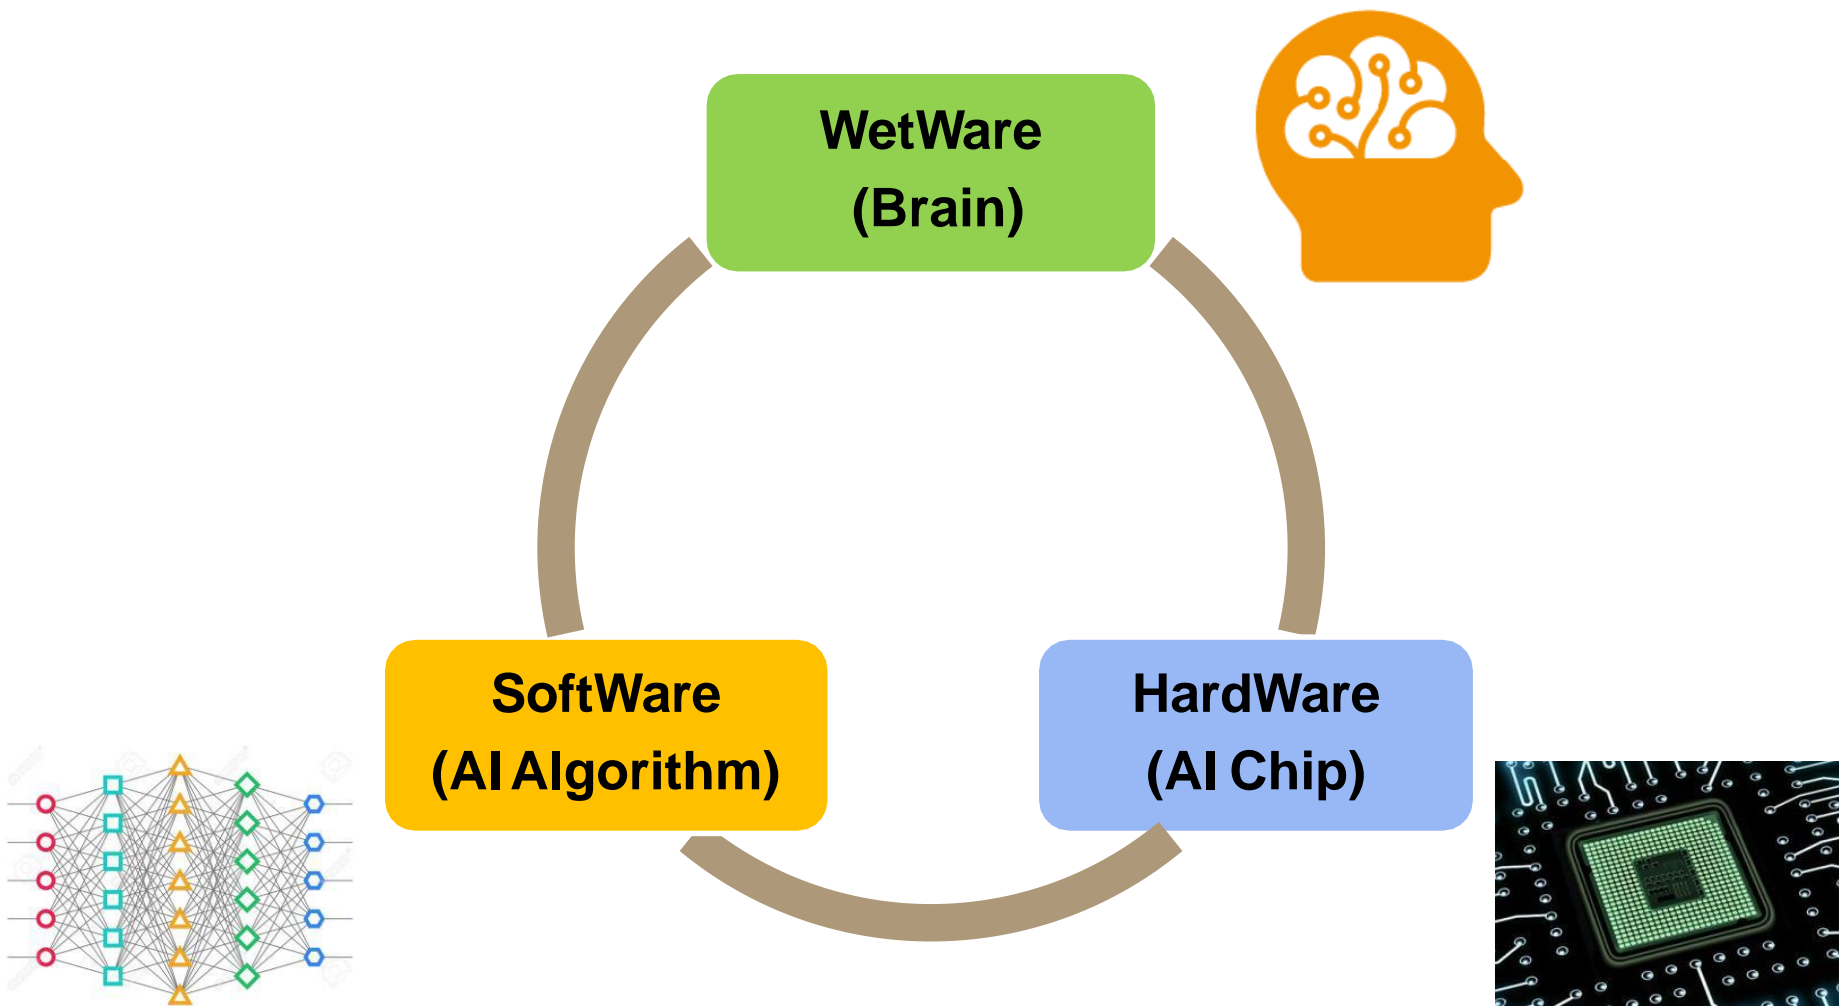 WetWare
(Brain)
SoftWare
(AI Algorithm)
HardWare
(AI Chip)